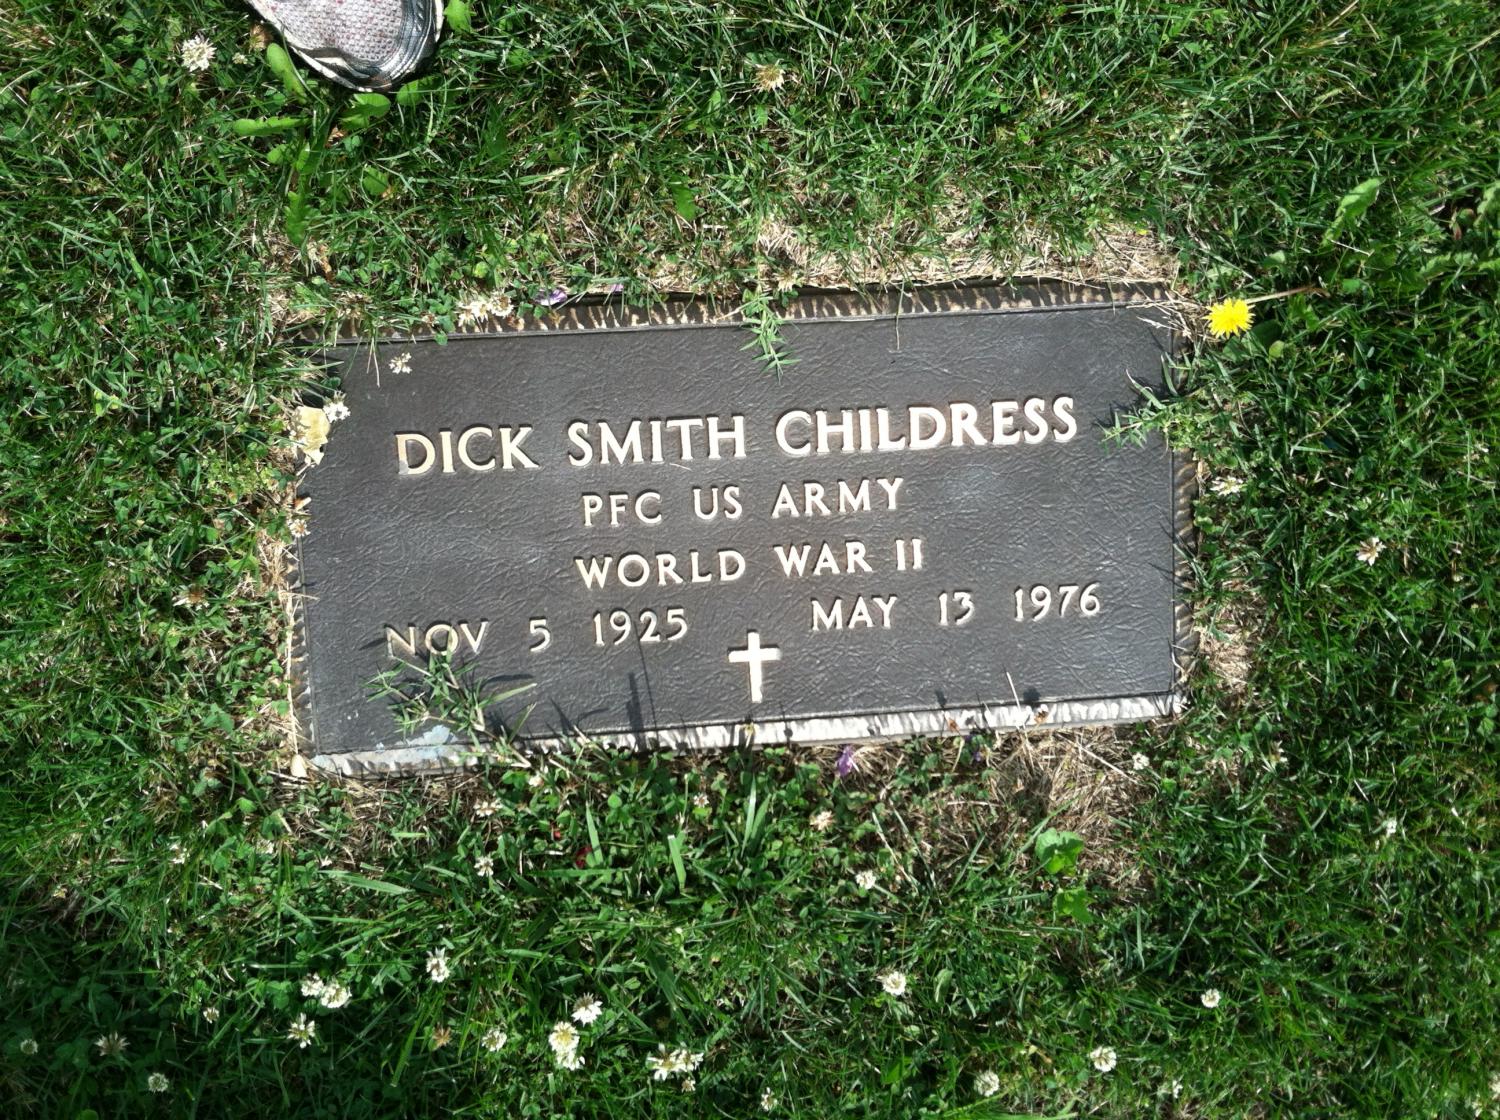 DICK SMITH CHILDRESS
PFC US ARMY
WORLD WAR II
NOV 5 1925 MAY 13 1976